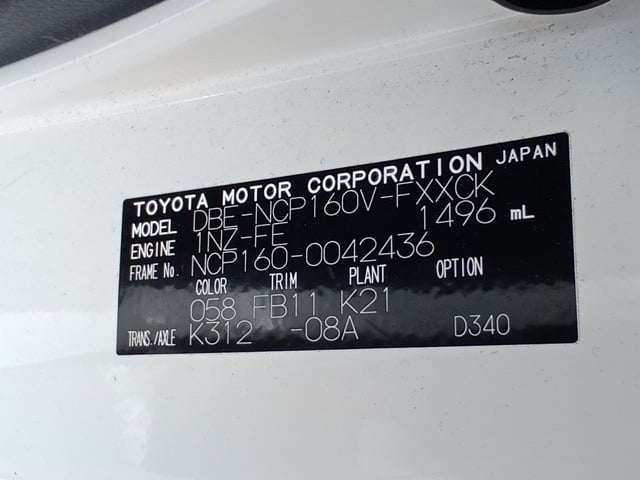 TOYOTA MOTOR CORPORATION JAPAN
MODEL DBE-NCP160V-FXXCK
ENGINE 1NZ-FE 1496 mL
FRAME No. NCP160-0042436
COLOR TRIM PLANT OPTION
058 FB11 K21
TRANS./AXLE K312 -08A D340